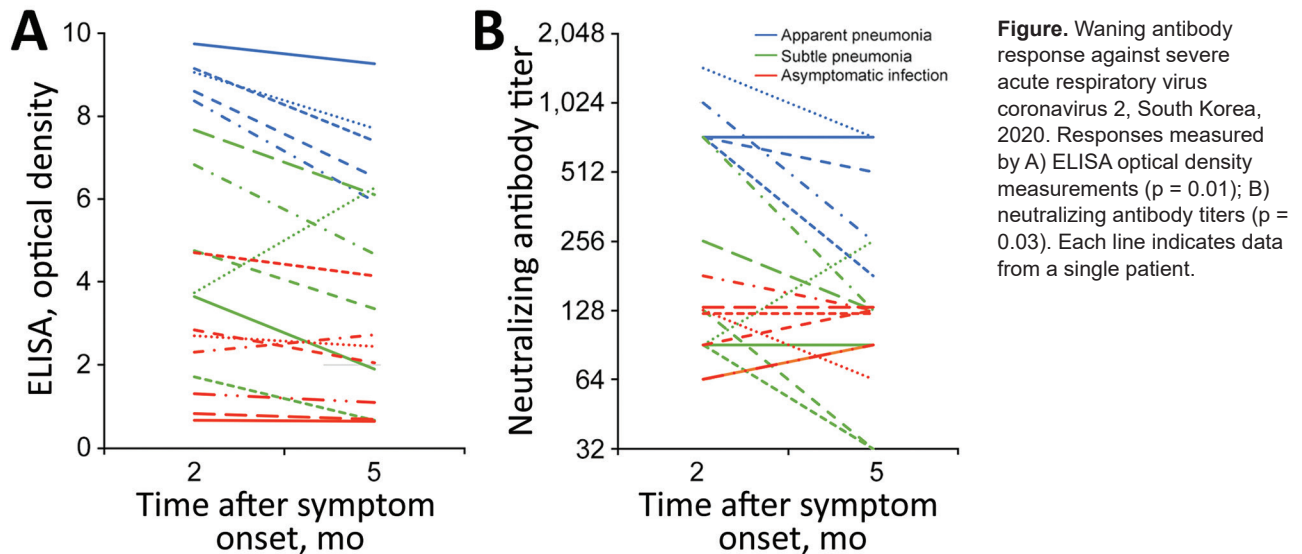 A
ELISA, optical density
10
8
6
4
2
0
2
5
Time after symptom
onset, mo
B
Neutralizing antibody titer
2,048
1,024
512
256
128
64
32
Apparent pneumonia
Subtle pneumonia
Asymptomatic infection
2
5
Time after symptom
onset, mo
Figure. Waning antibody
response against severe
acute respiratory virus
coronavirus 2, South Korea,
2020. Responses measured
by A) ELISA optical density
measurements (p = 0.01); B)
neutralizing antibody titers (p =
0.03). Each line indicates data
from a single patient.